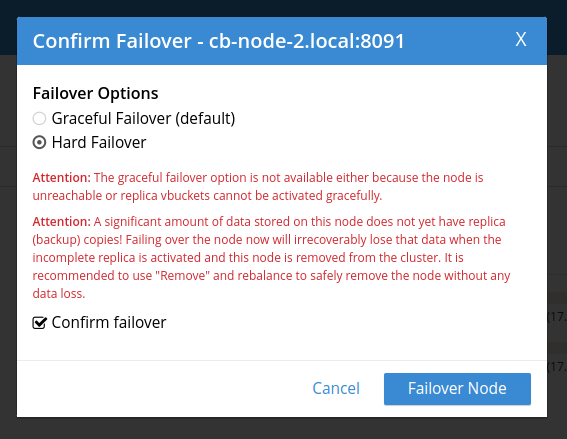 Confirm Failover - cb-node-2.local:8091
X
Failover Options
Graceful Failover (default)
Hard Failover
Attention: The graceful failover option is not available either because the node is
unreachable or replica vbuckets cannot be activated gracefully.
Attention: A significant amount of data stored on this node does not yet have replica
(backup) copies! Failing over the node now will irrecoverably lose that data when the
incomplete replica is activated and this node is removed from the cluster. It is
recommended to use "Remove" and rebalance to safely remove the node without any
data loss.
(17.
Confirm failover
(17.
Cancel
Failover Node